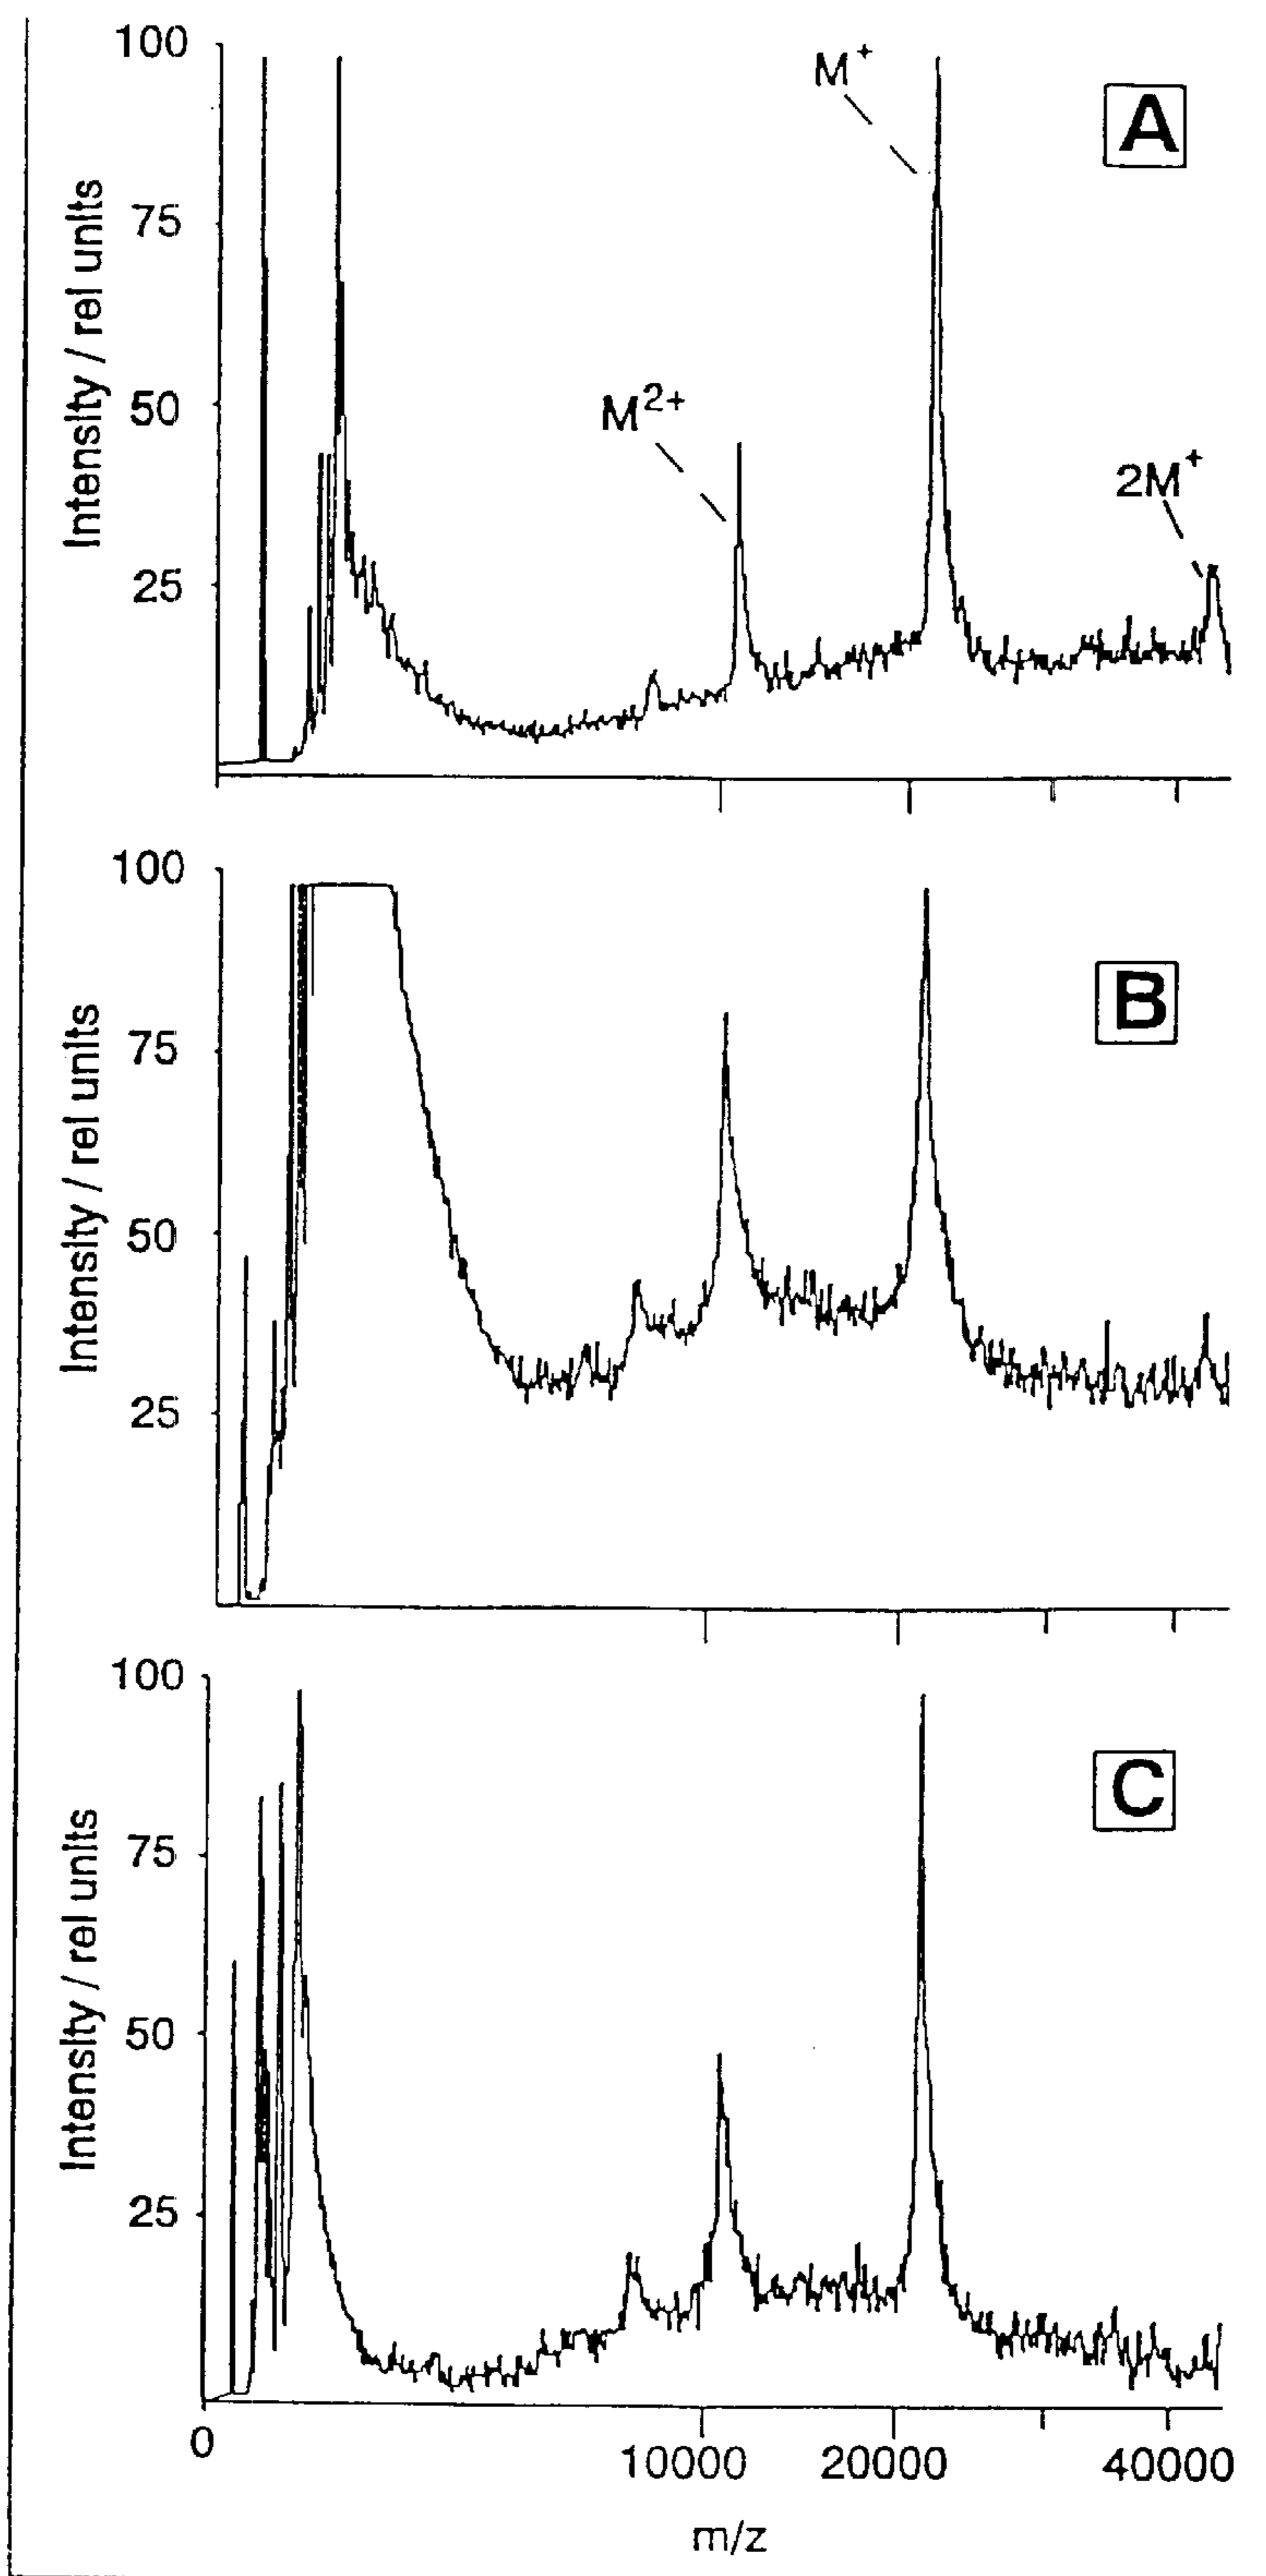 100
M+
A
75
Intensity / rel units
50
M2+
2M+
25
100
B
75
Intensity / rel units
50
25
100
C
75
Intensity / rel units
50
25
0
10000
20000
40000
m/z